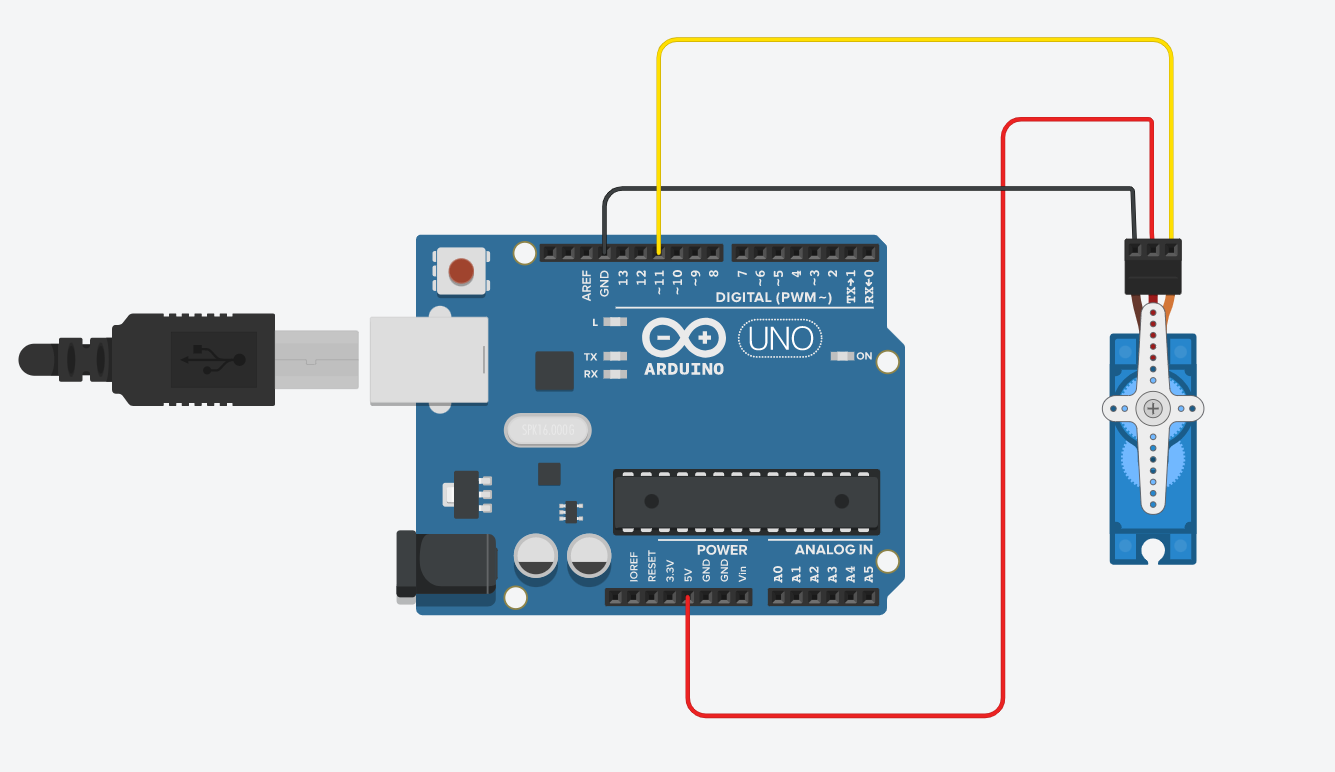 AREF
GND
13
12
~11
~10
~9
8
7
~6
~5
4
~3
2
TX→1
RX←0
DIGITAL (PWM~)
L
TX
RX
UNO
ON
ARDUINO
SPK16.000G
POWER
ANALOG IN
IOREF
RESET
3.3V
5V
GND
GND
Vin
A0
A1
A2
A3
A4
A5